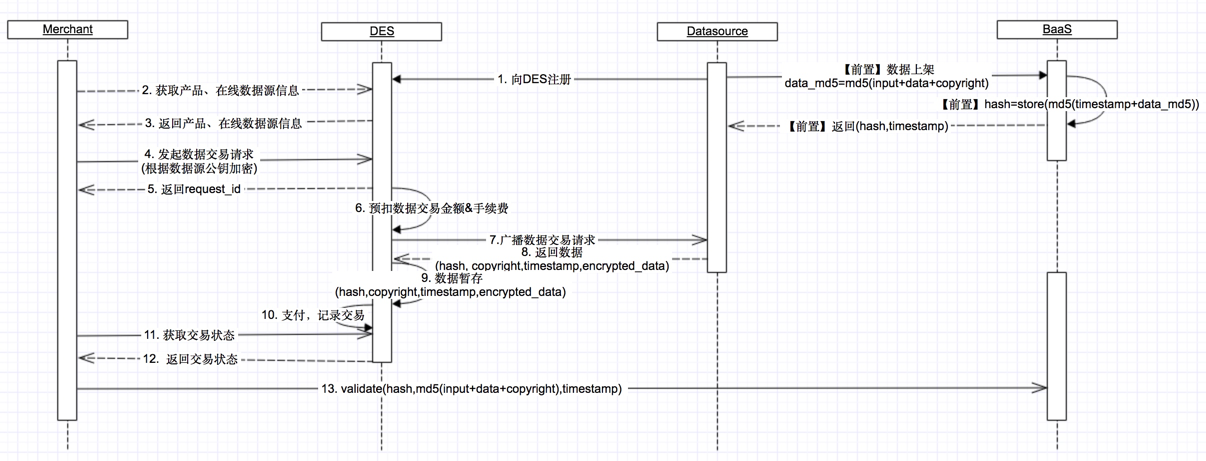 Merchant
DES
Datasource
BaaS
1. 向DES注册
【前置】数据上架
data_md5=md5(input+data+copyright)
2. 获取产品、在线数据源信息
【前置】hash=store(md5(timestamp+data_md5))
3. 返回产品、在线数据源信息
【前置】返回(hash,timestamp)
4. 发起数据交易请求
(根据数据源公钥加密)
5. 返回request_id
6. 预扣数据交易金额&手续费
7.广播数据交易请求
8. 返回数据
(hash, copyright,timestamp,encrypted_data)
9. 数据暂存
(hash,copyright,timestamp,encrypted_data)
10. 支付，记录交易
11. 获取交易状态
12. 返回交易状态
13. validate(hash,md5(input+data+copyright),timestamp)